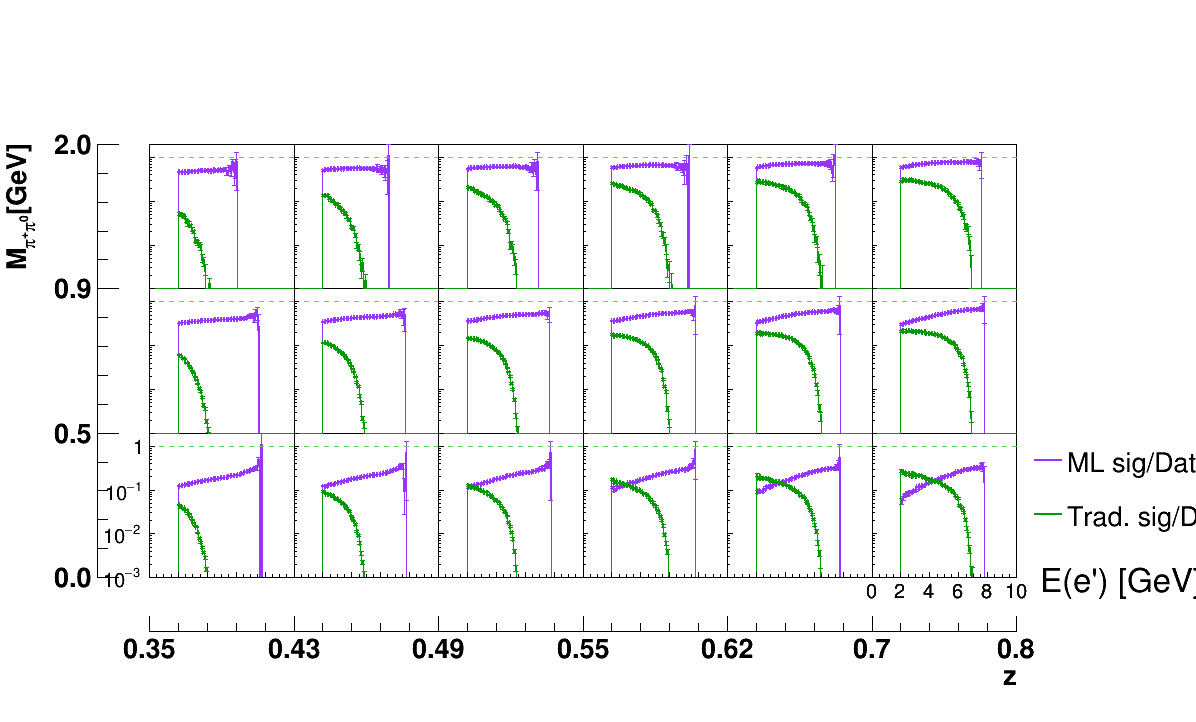 2.0
M π⁺π⁰ [GeV]
0.9
0.5
1
10⁻¹
10⁻²
10⁻³
0.0
ML sig/Dat
Trad. sig/D
0 2 4 6 8 10
E(e') [GeV]
0.35 0.43 0.49 0.55 0.62 0.7 0.8
z